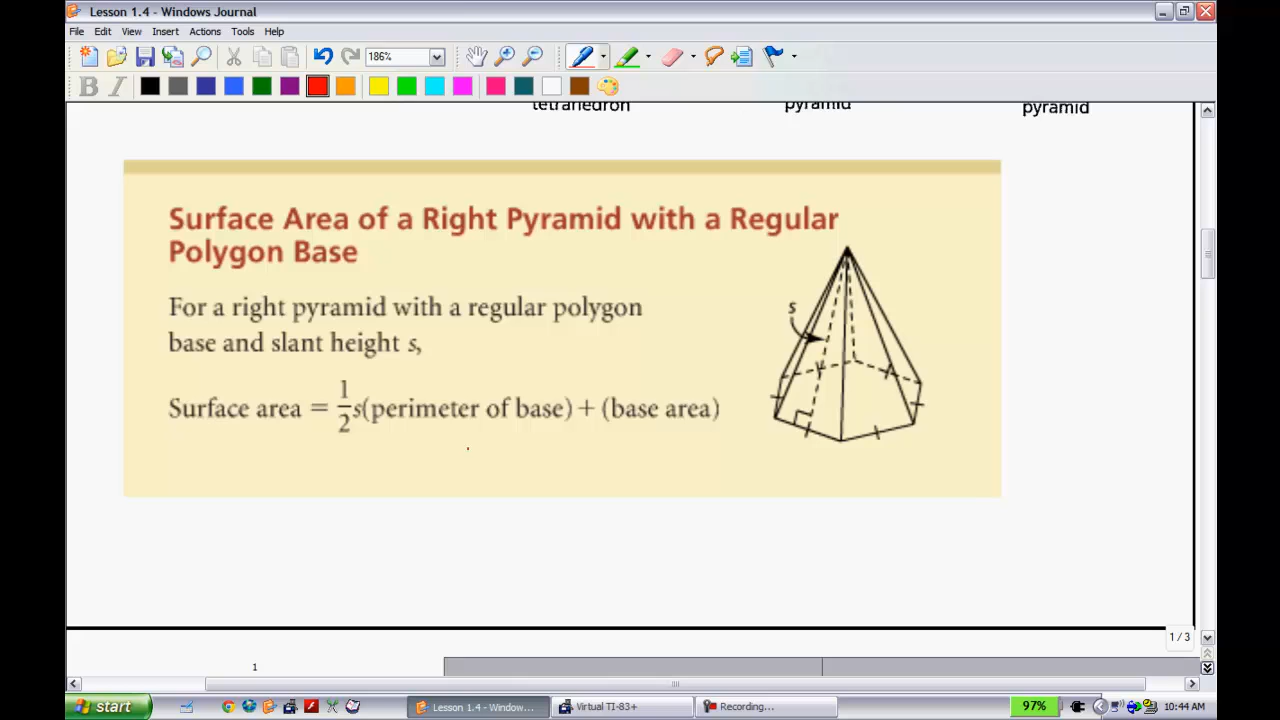 Lesson 1.4 - Windows Journal
File Edit View Insert Actions Tools Help
186%
B I
tetrahedron pyramid pyramid
Surface Area of a Right Pyramid with a Regular
Polygon Base
For a right pyramid with a regular polygon
base and slant height s,
Surface area = 1/2 s(perimeter of base) + (base area)
s
1 / 3
1
start Lesson 1.4 - Window... Virtual TI-83+ Recording... 97% 10:44 AM